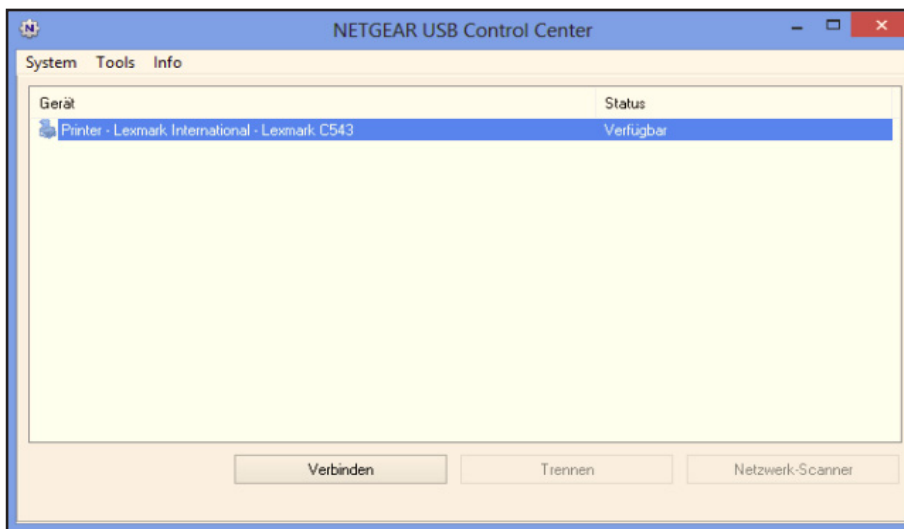 NETGEAR USB Control Center
System Tools Info
Gerät Status
Printer - Lexmark International - Lexmark C543 Verfügbar
Verbinden Trennen Netzwerk-Scanner